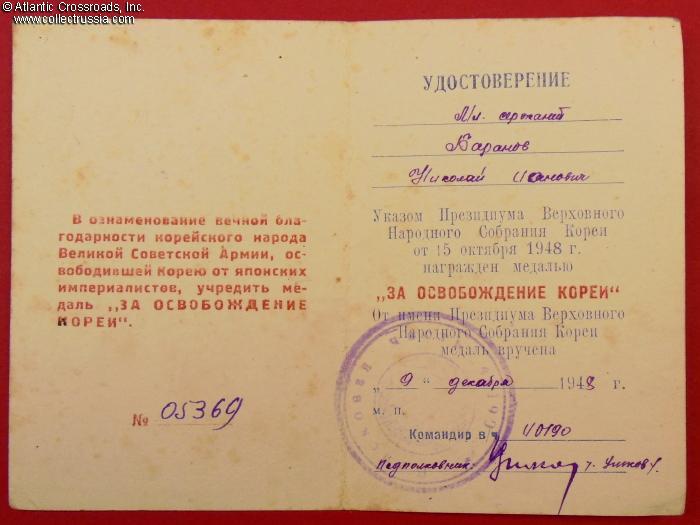 © Atlantic Crossroads, Inc.
www.collectrussia.com
В ознаменование вечной бла-
годарности корейского народа
Великой Советской Армии, ос-
вободившей Корею от японских
империалистов, учредить ме-
даль „ЗА ОСВОБОЖДЕНИЕ
КОРЕИ“.
№ 05369
УДОСТОВЕРЕНИЕ
Мл. сержант
Баранов
Николай Иванович
Указом Президиума Верховного
Народного Собрания Кореи
от 15 октября 1948 г.
награжден медалью
„ЗА ОСВОБОЖДЕНИЕ КОРЕИ“
От имени Президиума Верховного
Народного Собрания Кореи
медаль вручена
„ 9 “ декабря 1948 г.
м. п.
Командир в/ч 40190
Подполковник: